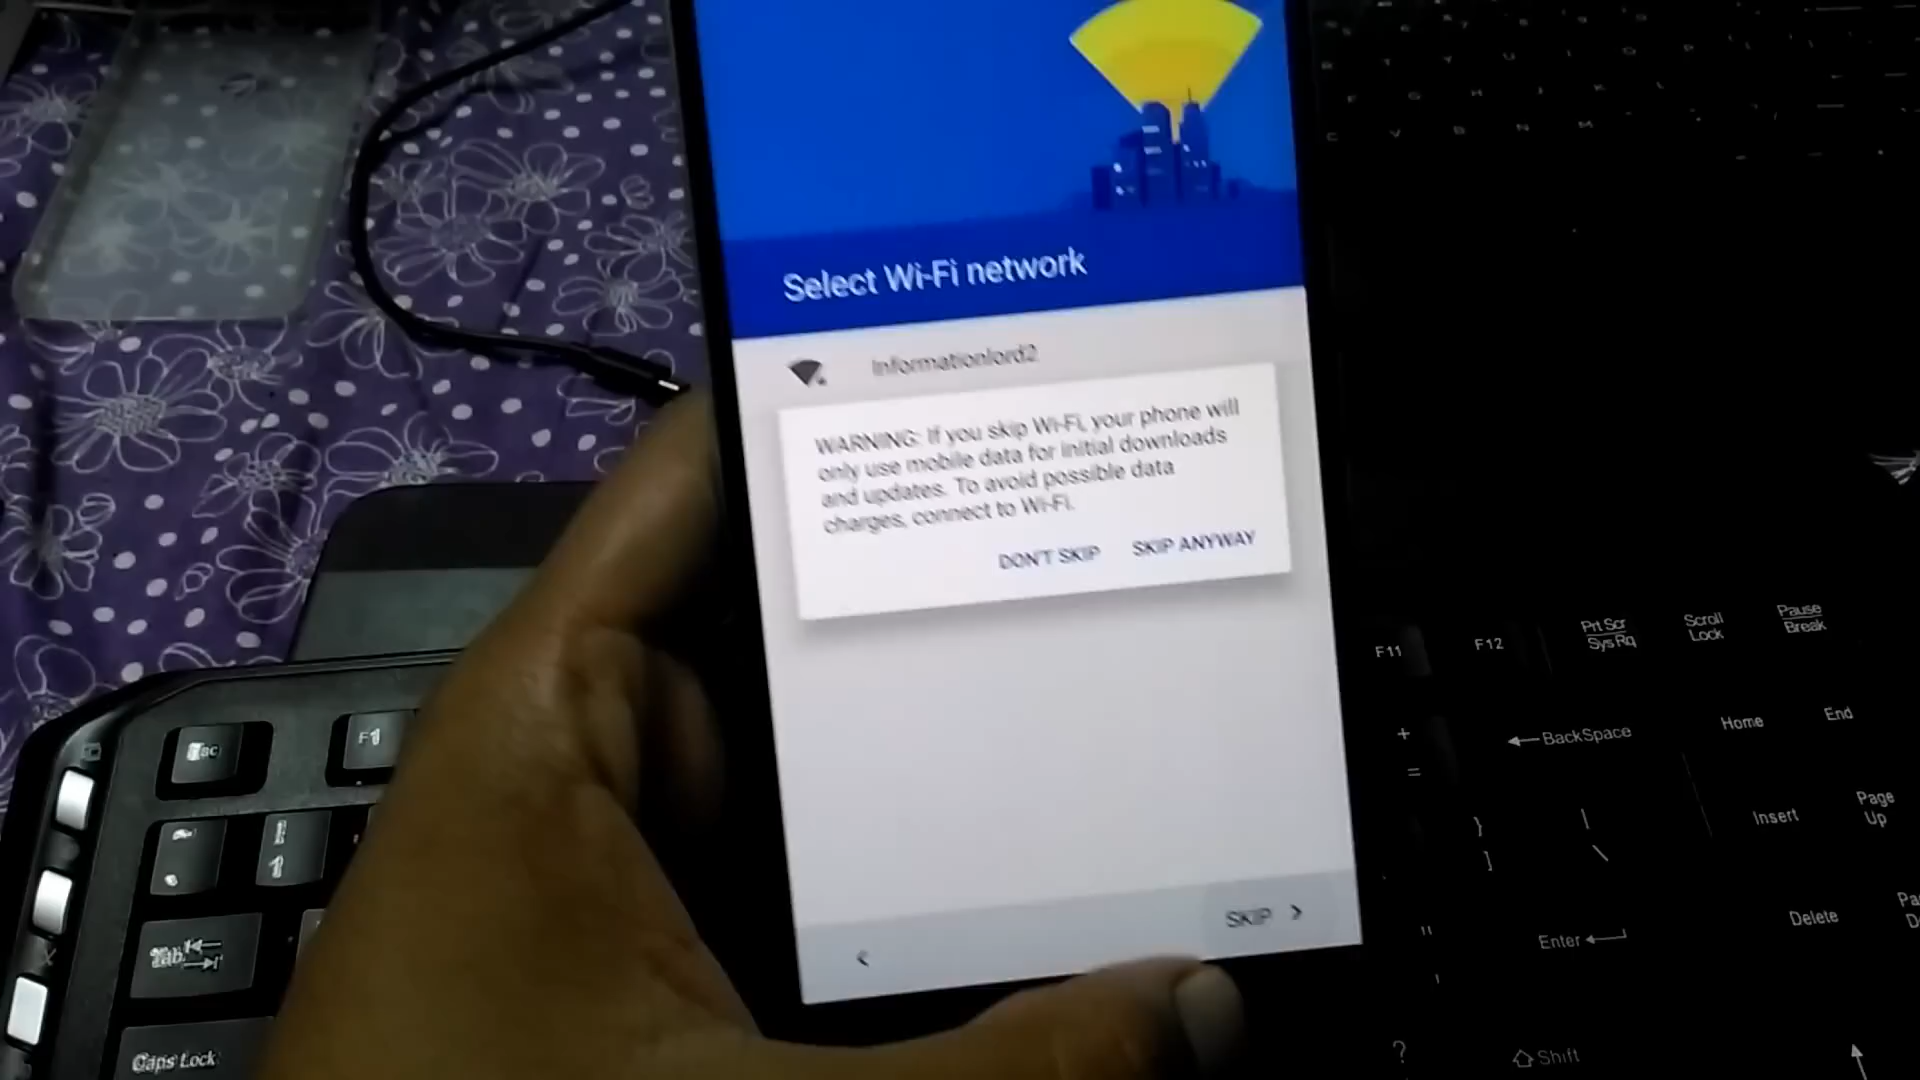 Select Wi-Fi network
Informationlord2
WARNING: If you skip Wi-Fi, your phone will
only use mobile data for initial downloads
and updates. To avoid possible data
charges, connect to Wi-Fi.
DON'T SKIP SKIP ANYWAY
SKIP
Esc
F1
Tab
Caps Lock
C V B N M
F11 F12 Prt Scr Scroll Pause
SysRq Lock Break
+
=
BackSpace Home End
} |
] \
Insert Page
Up
"
'
Enter Delete
?
Shift